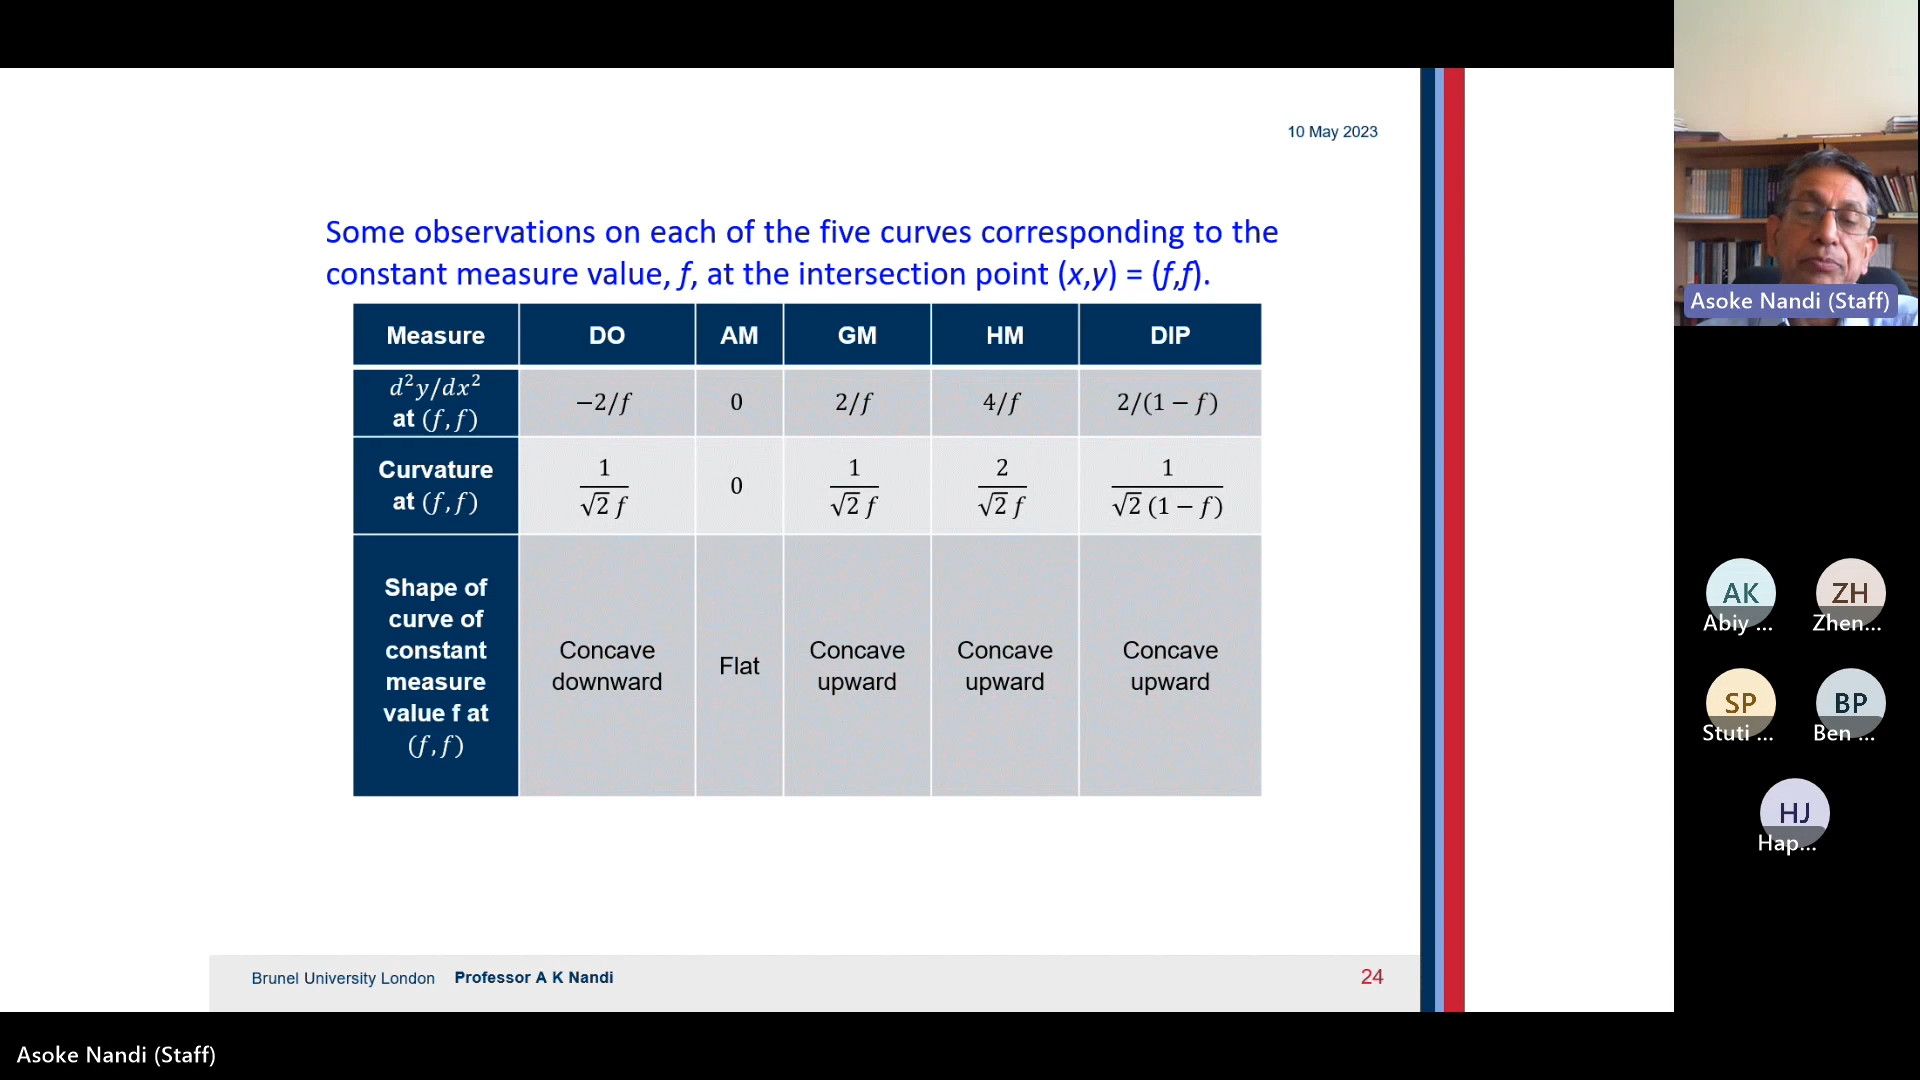 10 May 2023
Some observations on each of the five curves corresponding to the
constant measure value, f, at the intersection point (x,y) = (f,f).
Measure DO AM GM HM DIP
d²y/dx² at (f,f) −2/f 0 2/f 4/f 2/(1 − f)
Curvature at (f,f) 1/(√2 f) 0 1/(√2 f) 2/(√2 f) 1/(√2 (1 − f))
Shape of
curve of
constant
measure
value f at
(f,f)
Concave
downward
Flat
Concave
upward
Concave
upward
Concave
upward
Brunel University London Professor A K Nandi 24
Asoke Nandi (Staff)
AK
Abiy ...
ZH
Zhen...
SP
Stuti ...
BP
Ben ...
HJ
Hap...
Asoke Nandi (Staff)